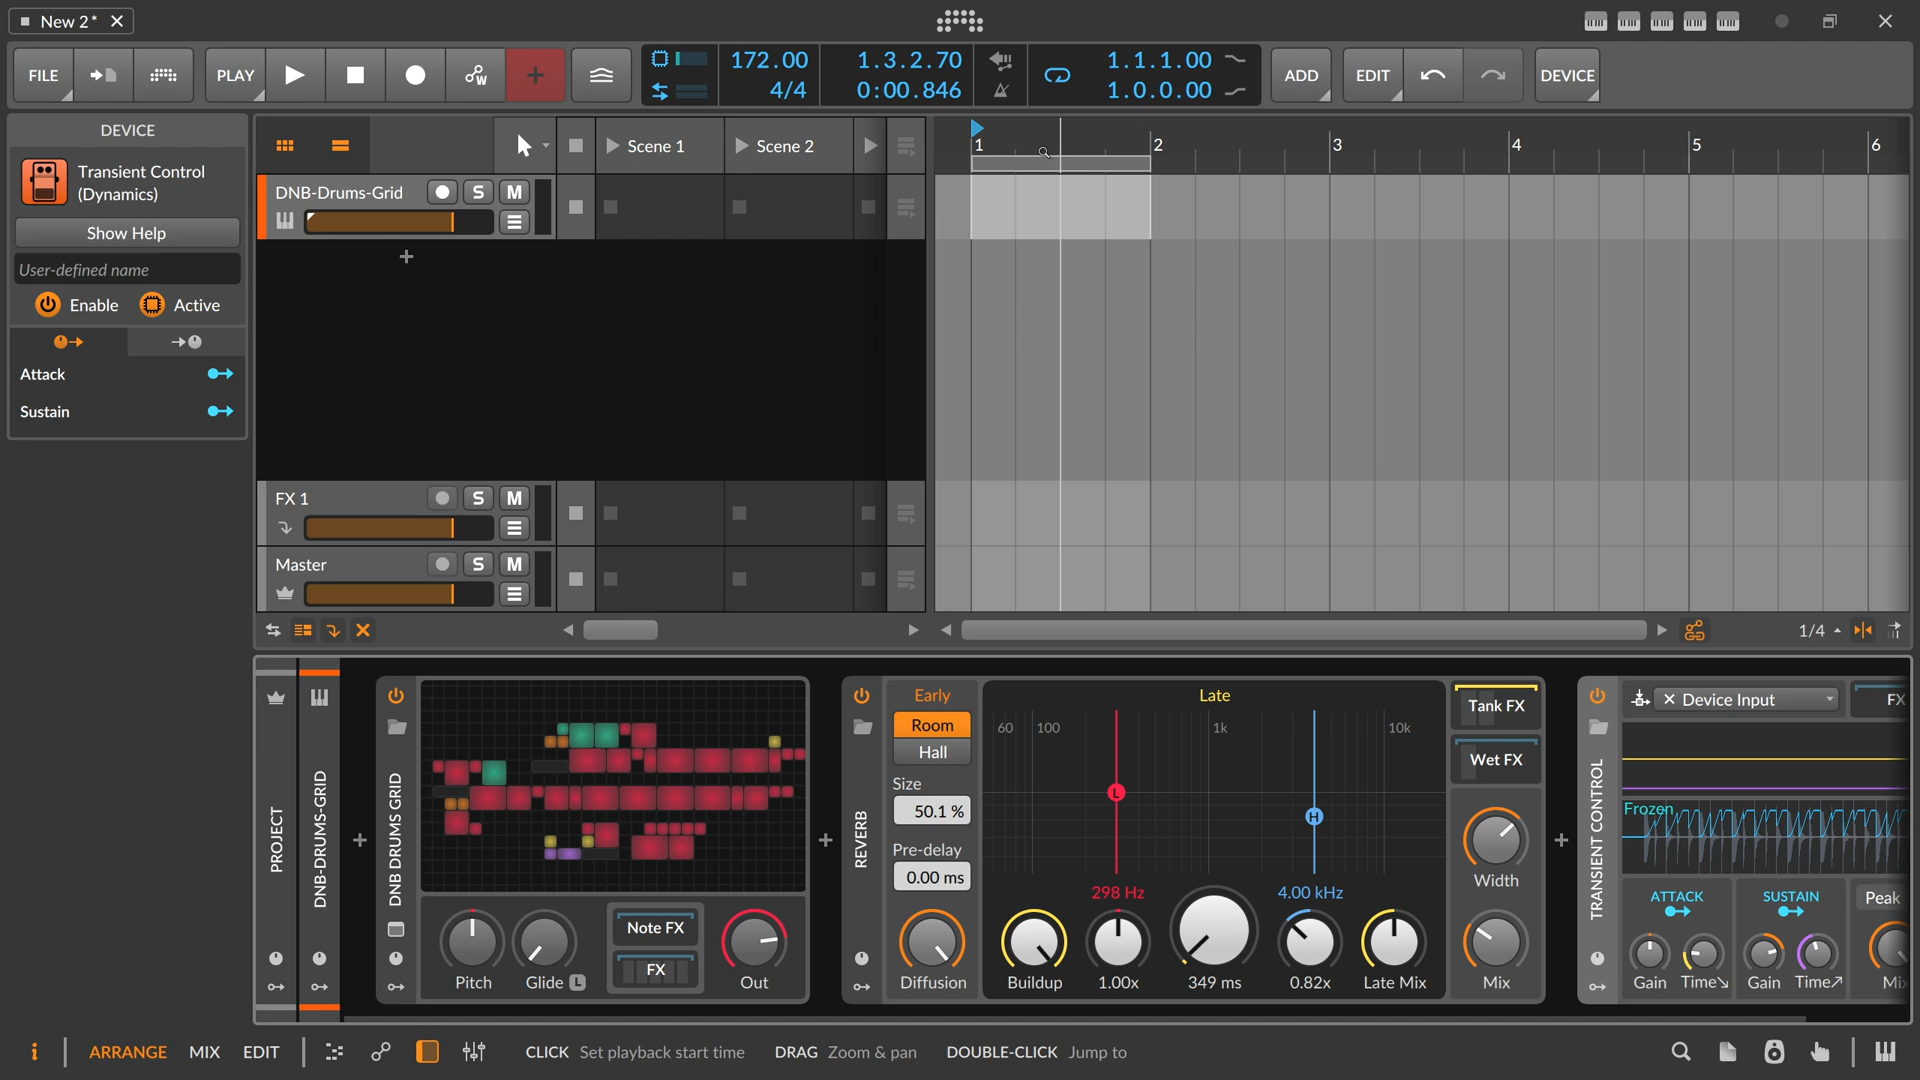 New 2*
FILE
PLAY
172.00
4/4
1.3.2.70
0:00.846
1.1.1.00
1.0.0.00
ADD
EDIT
DEVICE
DEVICE
Transient Control
(Dynamics)
Show Help
User-defined name
Enable
Active
Attack
Sustain
Scene 1
Scene 2
1
2
3
4
5
6
DNB-Drums-Grid
S
M
FX 1
S
M
Master
S
M
1/4
PROJECT
DNB-DRUMS-GRID
DNB DRUMS GRID
Pitch
Glide
L
Note FX
FX
Out
REVERB
Early
Room
Hall
Size
50.1 %
Pre-delay
0.00 ms
Diffusion
Late
60
100
1k
10k
L
H
298 Hz
4.00 kHz
Buildup
1.00x
349 ms
0.82x
Late Mix
Tank FX
Wet FX
Width
Mix
TRANSIENT CONTROL
Device Input
FX
Frozen
ATTACK
SUSTAIN
Peak
Gain
Time
Gain
Time
Mix
ARRANGE
MIX
EDIT
CLICK Set playback start time
DRAG Zoom & pan
DOUBLE-CLICK Jump to